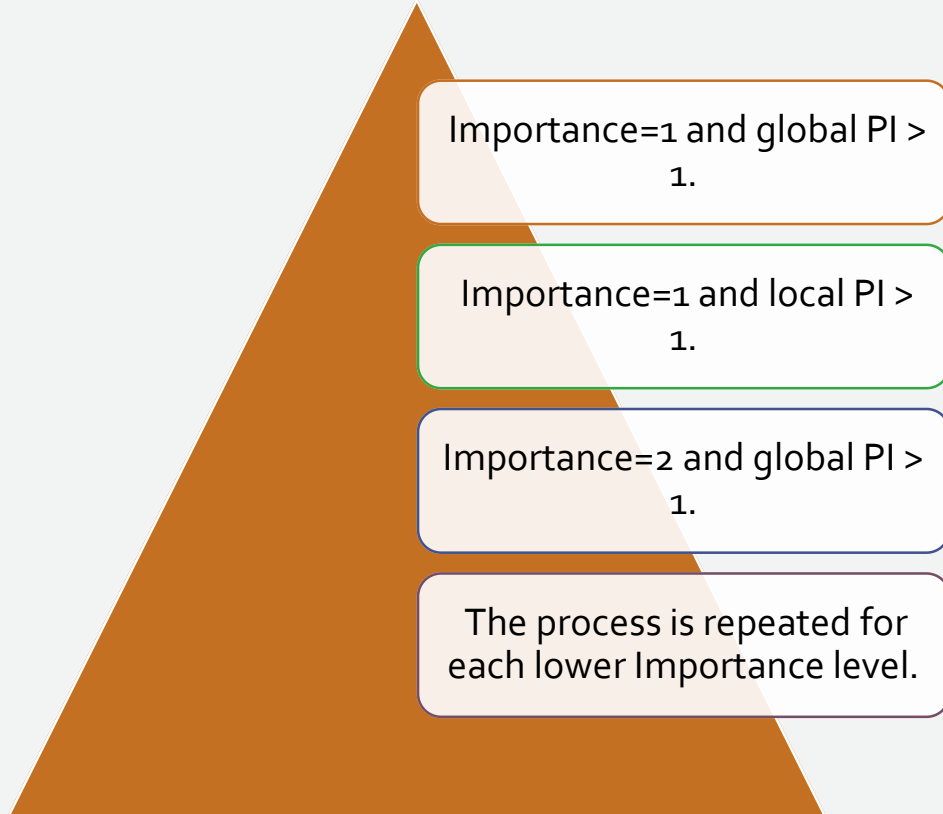 Importance=1 and global PI >
1.
Importance=1 and local PI >
1.
Importance=2 and global PI >
1.
The process is repeated for
each lower Importance level.